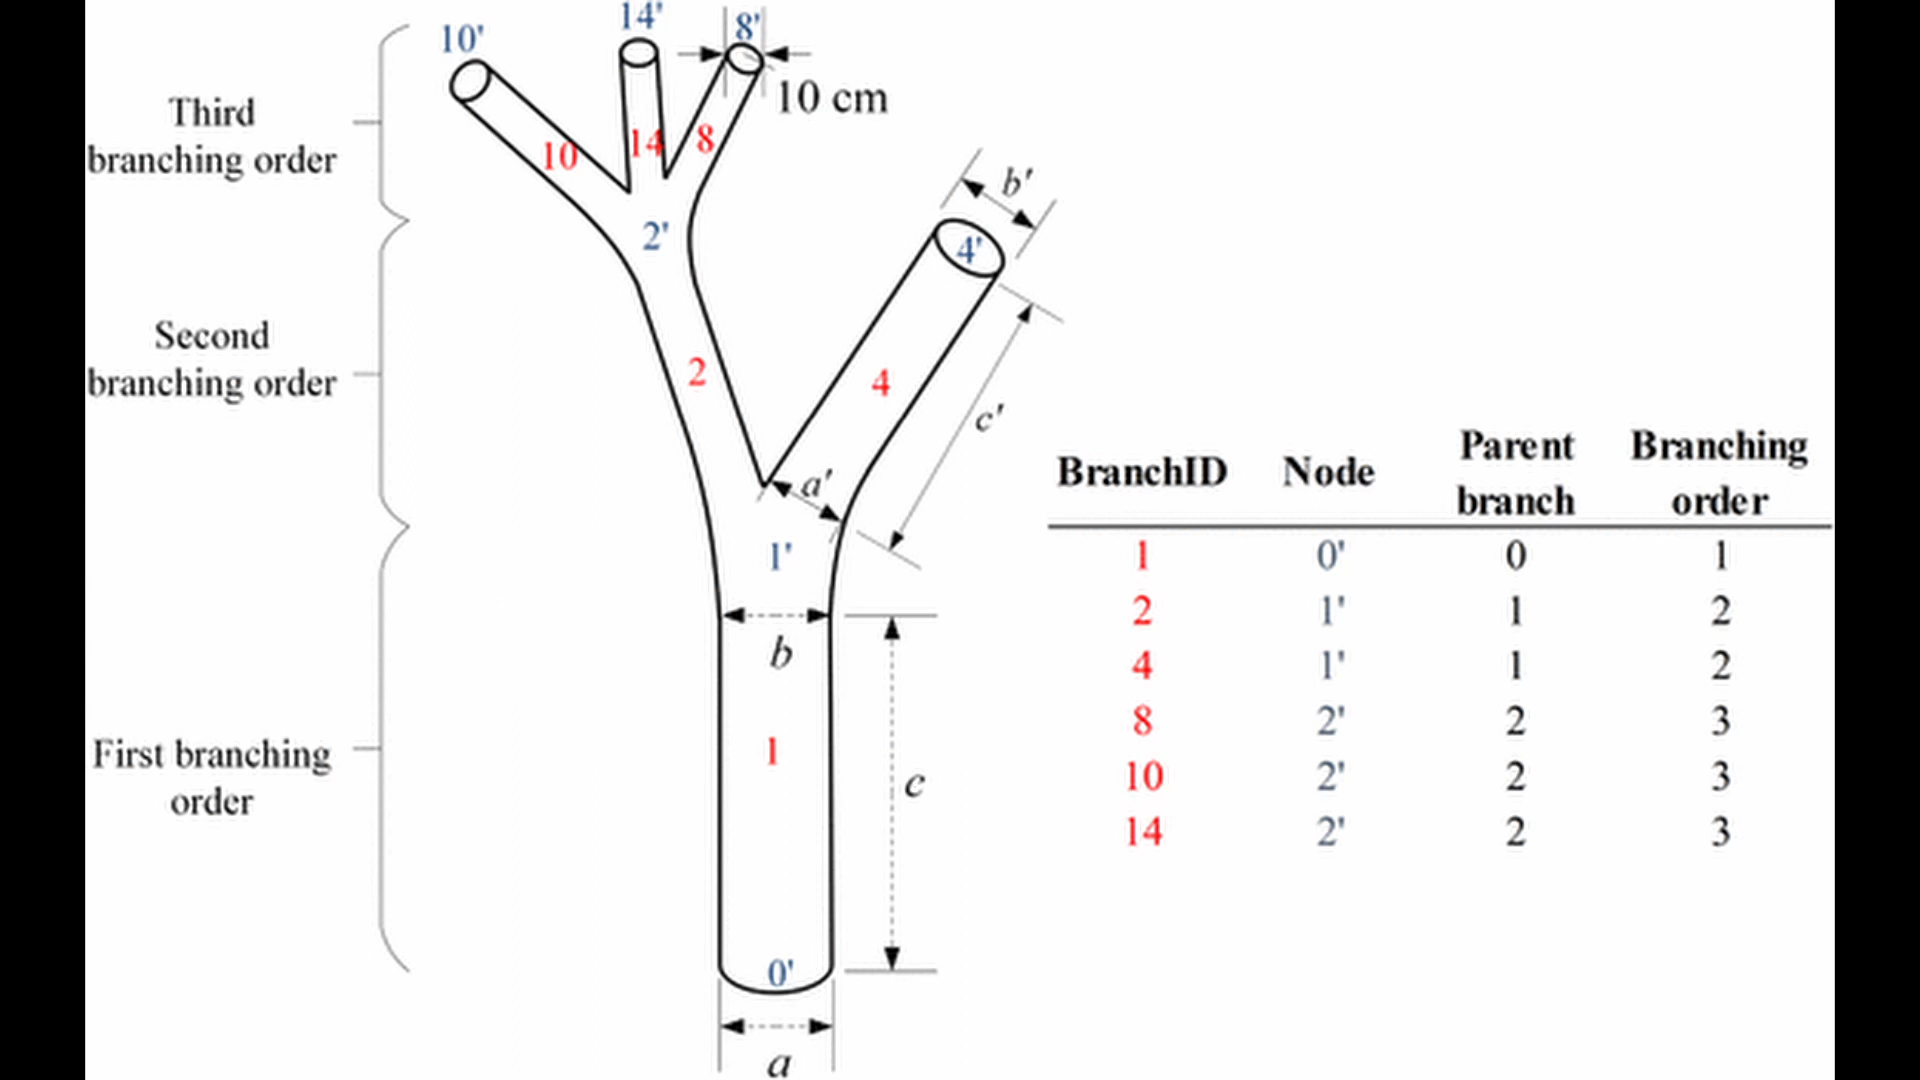 10'
14'
8'
10 cm
Third
branching order
10
14
8
2'
b'
4'
Second
branching order
2
4
c'
a'
1'
b
First branching
order
1
c
0'
a
BranchID Node Parent branch Branching order
1 0' 0 1
2 1' 1 2
4 1' 1 2
8 2' 2 3
10 2' 2 3
14 2' 2 3